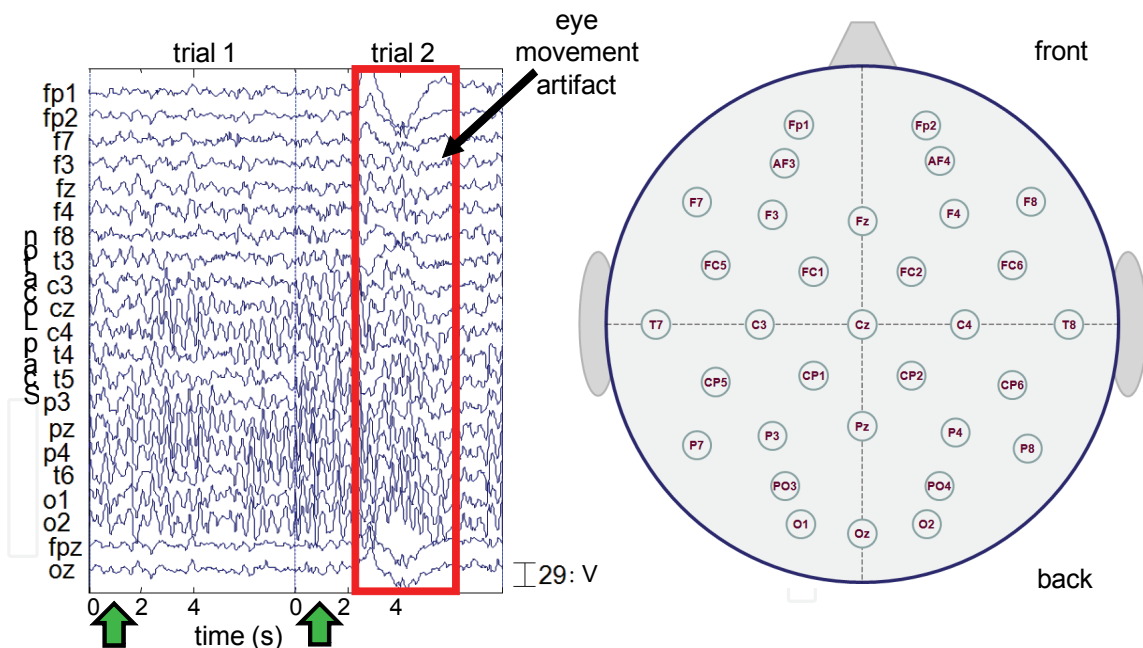 eye
movement
artifact
trial 1
trial 2
fp1
fp2
f7
f3
fz
f4
f8
t3
c3
cz
c4
t4
t5
p3
pz
p4
t6
o1
o2
fpz
oz
Scalp Location
29: V
0 2 4 0 2 4
time (s)
front
Fp1 Fp2
AF3 AF4
F7 F3 Fz F4 F8
FC5 FC1 FC2 FC6
T7 C3 Cz C4 T8
CP5 CP1 CP2 CP6
P7 P3 Pz P4 P8
PO3 PO4
O1 Oz O2
back